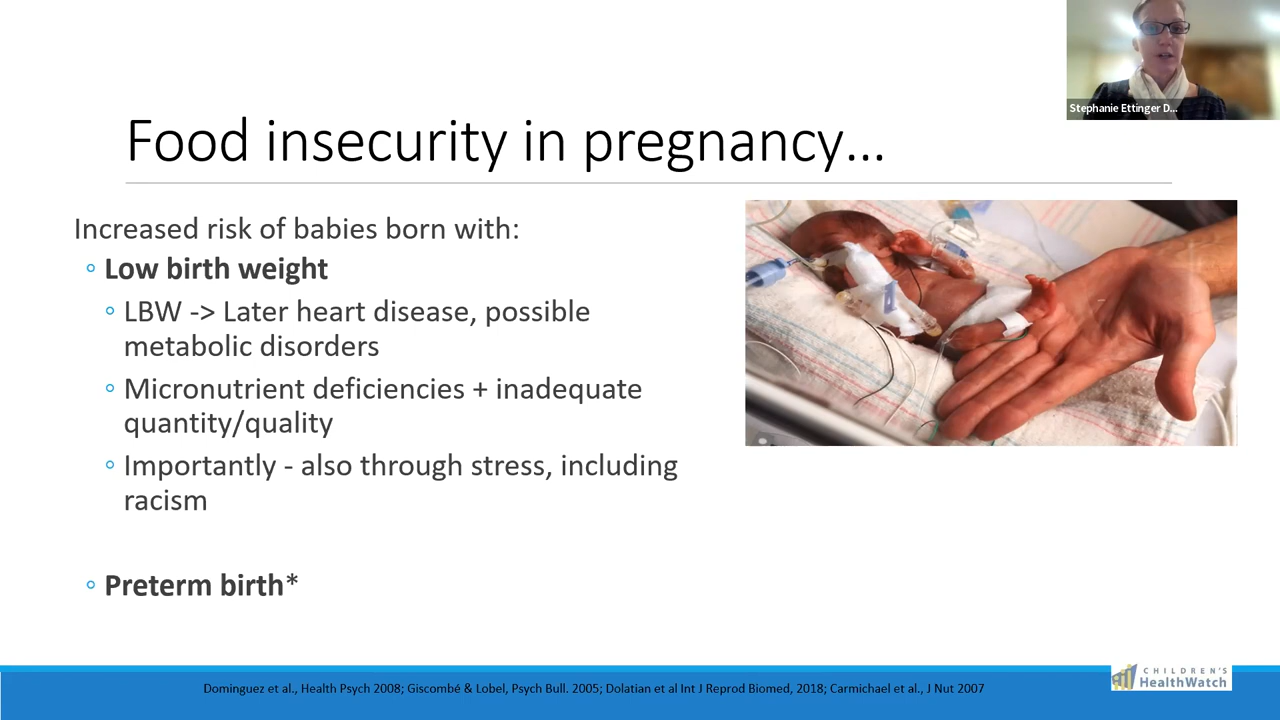 Stephanie Ettinger D...
Food insecurity in pregnancy...
Increased risk of babies born with:
◦ Low birth weight
◦ LBW -> Later heart disease, possible
metabolic disorders
◦ Micronutrient deficiencies + inadequate
quantity/quality
◦ Importantly - also through stress, including
racism
◦ Preterm birth*
Dominguez et al., Health Psych 2008; Giscombé & Lobel, Psych Bull. 2005; Dolatian et al Int J Reprod Biomed, 2018; Carmichael et al., J Nut 2007
CHILDREN'S
HealthWatch